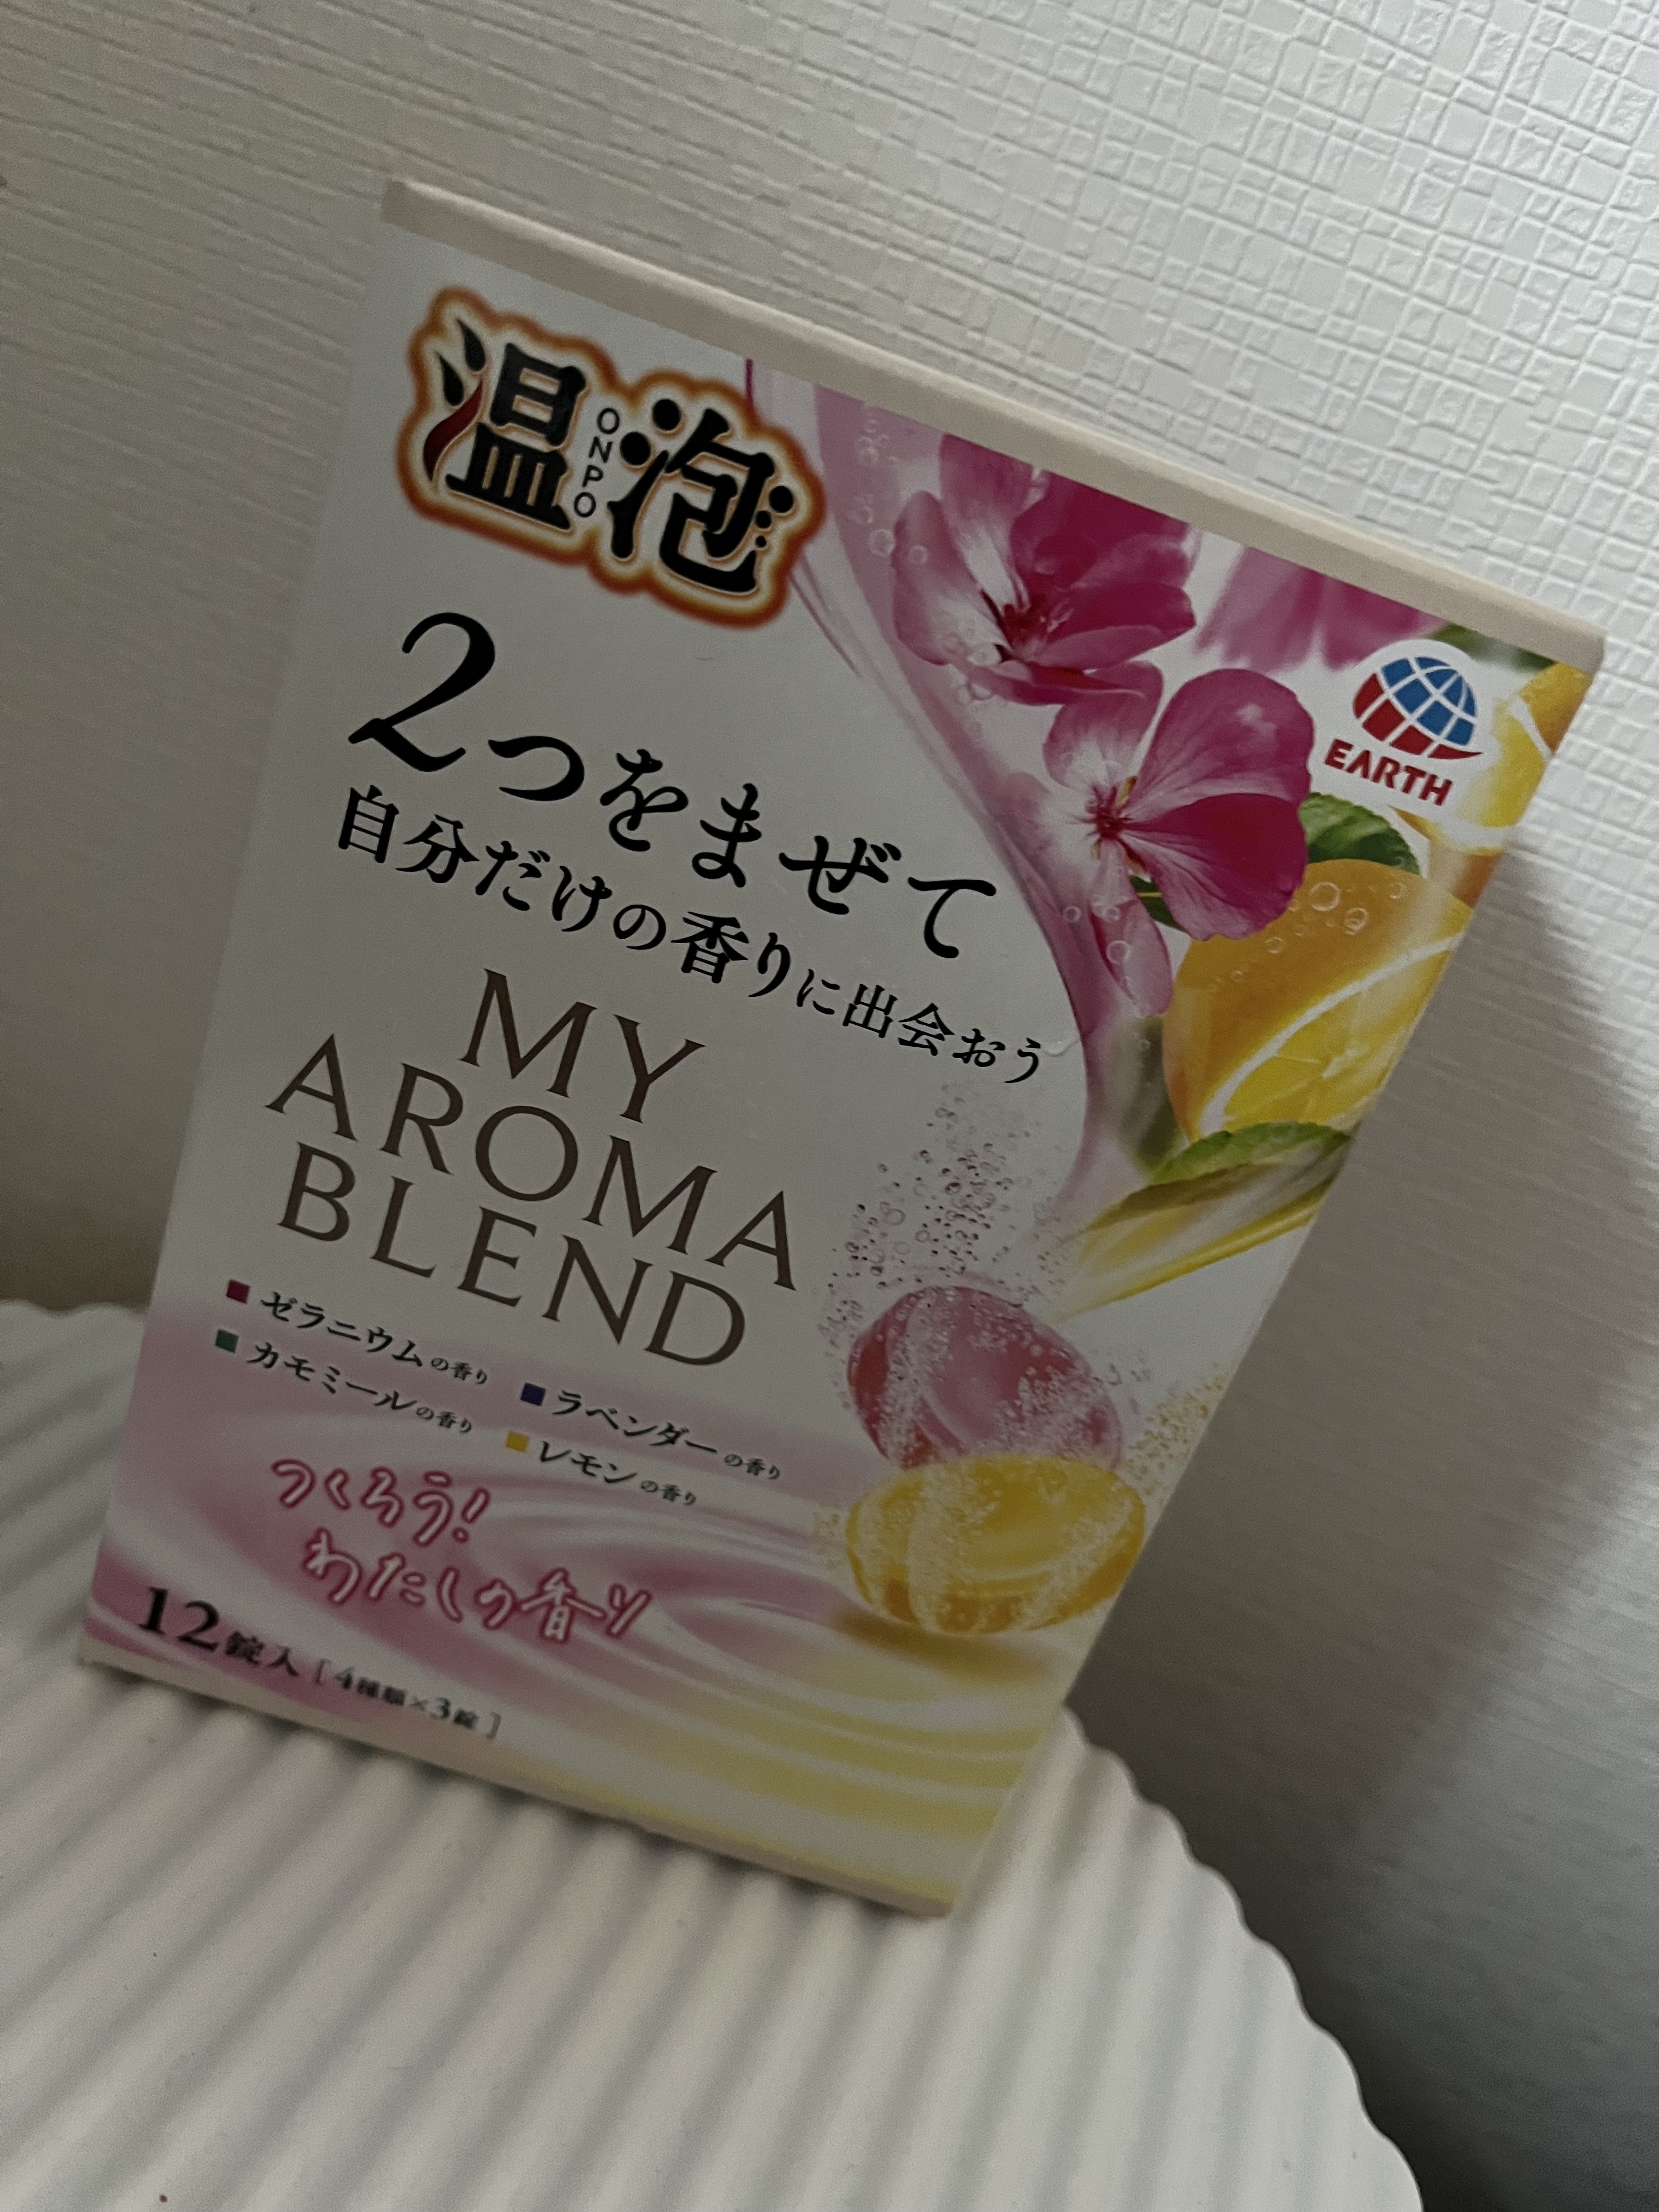 温泡
ONPO
EARTH
2つをまぜて
自分だけの香りに出会おう
MY
AROMA
BLEND
■ゼラニウムの香り ■ラベンダーの香り
■カモミールの香り ■レモンの香り
つくろう!
わたしの香り
12錠入[4種類×3錠]